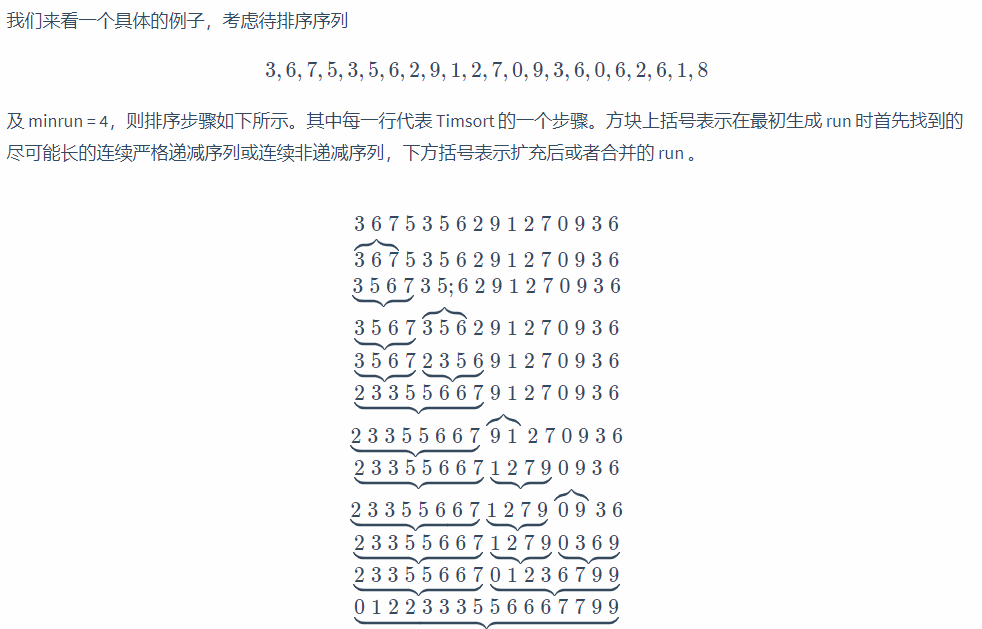 我们来看一个具体的例子，考虑待排序序列
3, 6, 7, 5, 3, 5, 6, 2, 9, 1, 2, 7, 0, 9, 3, 6, 0, 6, 2, 6, 1, 8
及 minrun = 4，则排序步骤如下所示。其中每一行代表 Timsort 的一个步骤。方块上括号表示在最初生成 run 时首先找到的
尽可能长的连续严格递减序列或连续非递减序列，下方括号表示扩充后或者合并的 run 。
3 6 7 5 3 5 6 2 9 1 2 7 0 9 3 6
3 6 7 5 3 5 6 2 9 1 2 7 0 9 3 6
3 5 6 7 3 5; 6 2 9 1 2 7 0 9 3 6
3 5 6 7 3 5 6 2 9 1 2 7 0 9 3 6
3 5 6 7 2 3 5 6 9 1 2 7 0 9 3 6
2 3 3 5 5 6 6 7 9 1 2 7 0 9 3 6
2 3 3 5 5 6 6 7 9 1 2 7 0 9 3 6
2 3 3 5 5 6 6 7 1 2 7 9 0 9 3 6
2 3 3 5 5 6 6 7 1 2 7 9 0 9 3 6
2 3 3 5 5 6 6 7 1 2 7 9 0 3 6 9
2 3 3 5 5 6 6 7 0 1 2 3 6 7 9 9
0 1 2 2 3 3 3 5 5 6 6 6 7 7 9 9